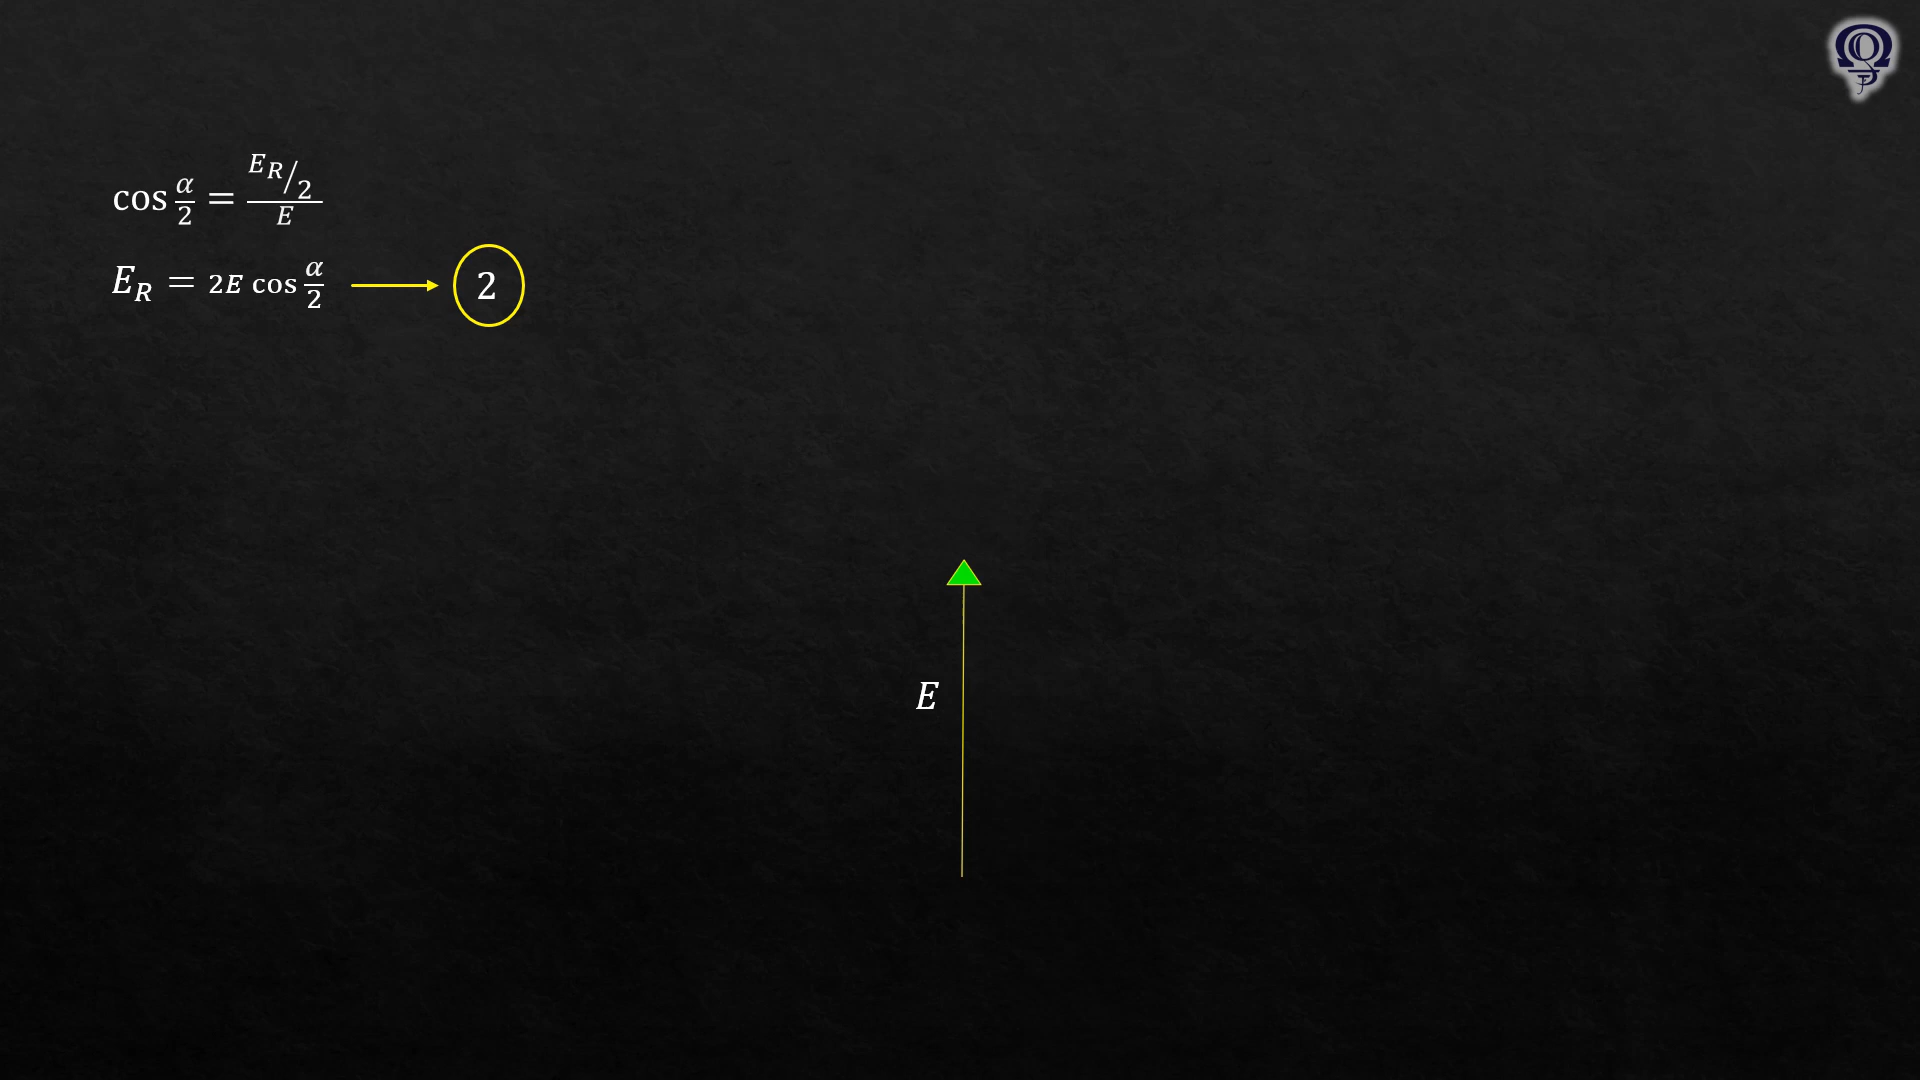 cos α/2 = (E_R/2)/E
E_R = 2E cos α/2 → 2
E